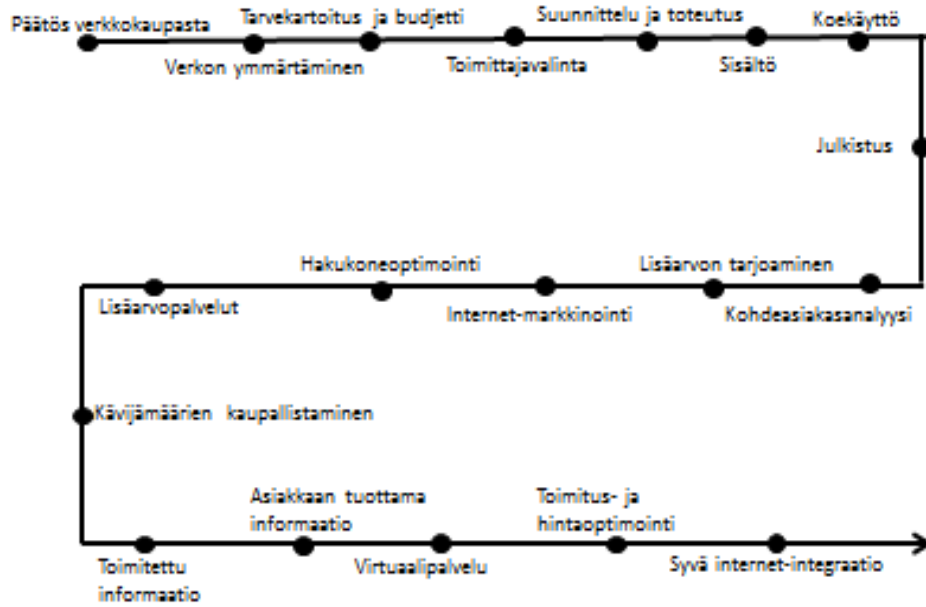 Päätös verkkokaupasta
Verkon ymmärtäminen
Tarvekartoitus ja budjetti
Toimittajavalinta
Suunnittelu ja toteutus
Sisältö
Koekäyttö
Julkistus
Kohdeasiakasanalyysi
Lisäarvon tarjoaminen
Internet-markkinointi
Hakukoneoptimointi
Lisäarvopalvelut
Kävijämäärien kaupallistaminen
Toimitettu
informaatio
Asiakkaan tuottama
informaatio
Virtuaalipalvelu
Toimitus- ja
hintaoptimointi
Syvä internet-integraatio